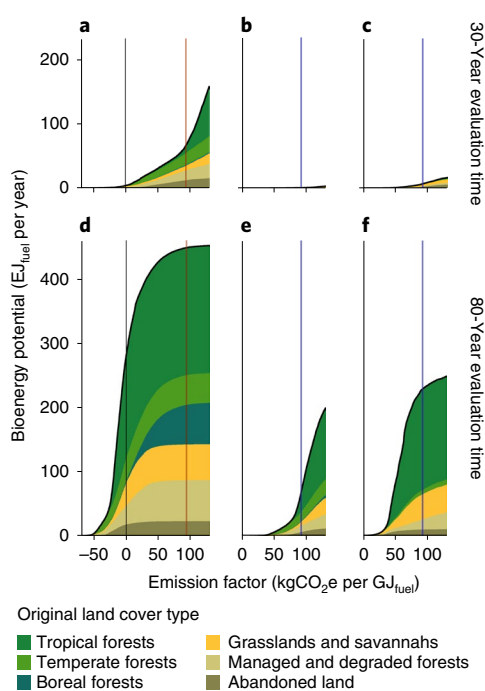 a b c
30-Year evaluation time
200
100
0
Bioenergy potential (EJfuel per year)
d e f
80-Year evaluation time
400
300
200
100
0
−50 0 50 100 0 50 100 0 50 100
Emission factor (kgCO2e per GJfuel)
Original land cover type
Tropical forests
Temperate forests
Boreal forests
Grasslands and savannahs
Managed and degraded forests
Abandoned land